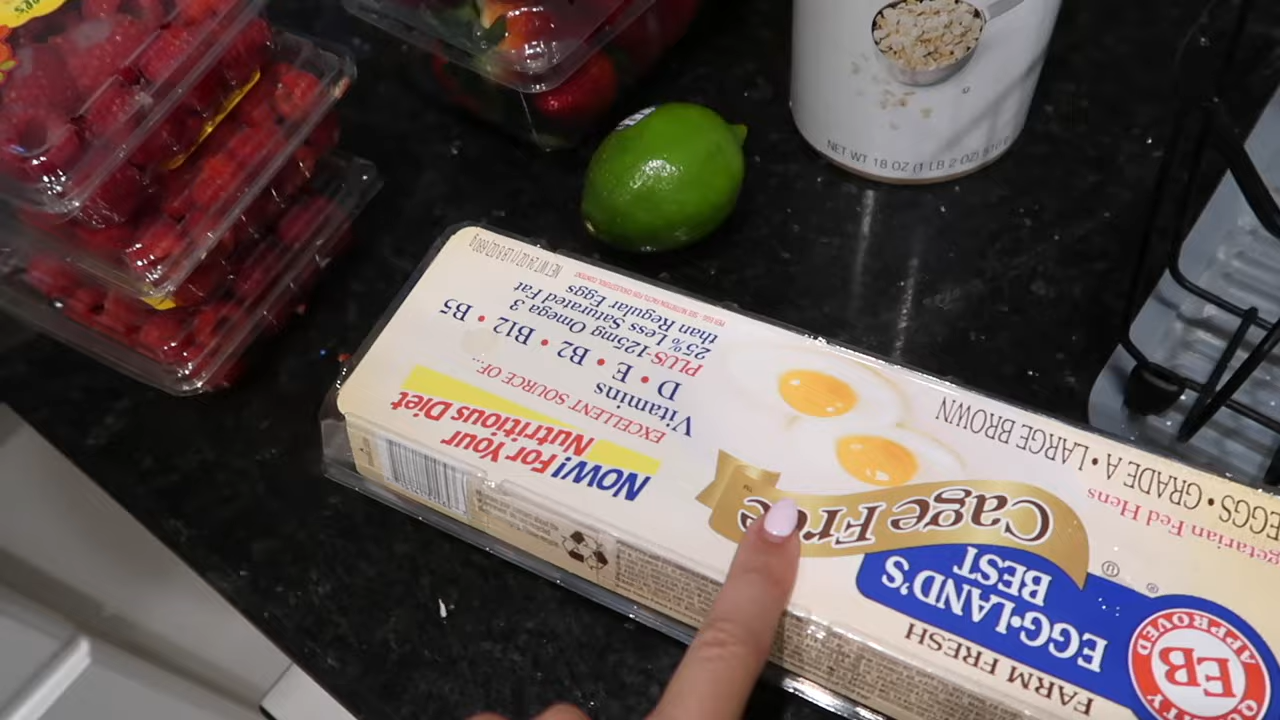 NET WT 18 OZ (1 LB 2 OZ) 510
FARM FRESH
EGG•LAND'S
BEST
EB
APPROVED
Cage Free
getarian Fed Hens
EGGS • GRADE A • LARGE BROWN
NOW! For Your
Nutritious Diet
EXCELLENT SOURCE OF...
Vitamins
D • E • B2 • B12 • B5
PLUS-125mg Omega 3
25% Less Saturated Fat
than Regular Eggs
PER EGG - SEE NUTRITION FACTS FOR CHOLESTEROL CONTENT
NET WT 24 OZ (1 LB 8 OZ) 680g